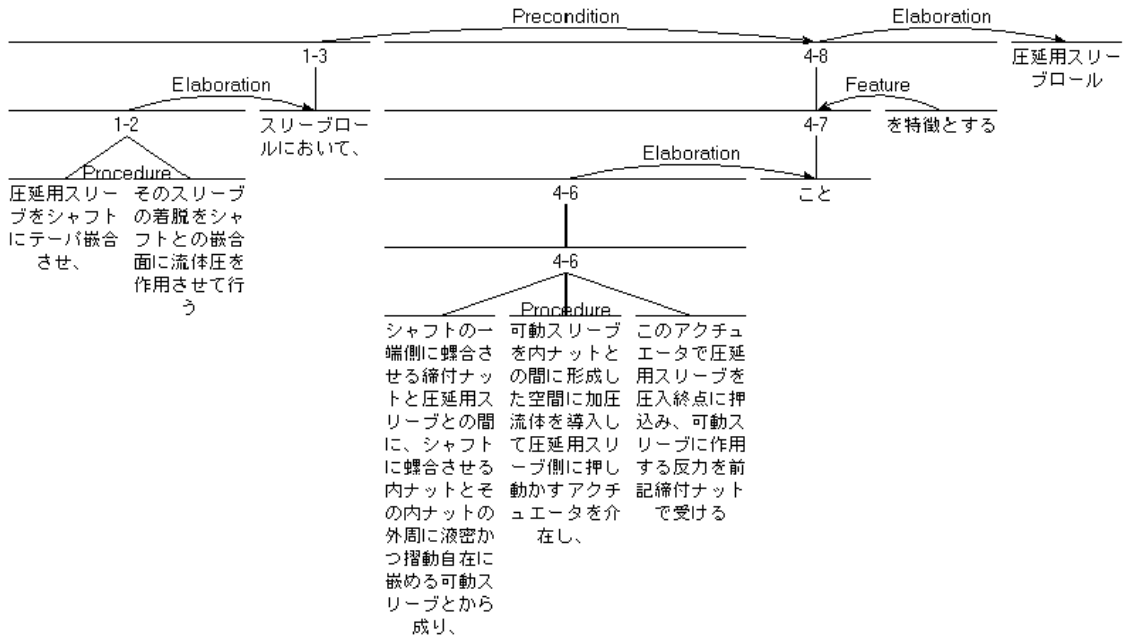 Precondition
Elaboration
1-3
4-8
圧延用スリー
ブロール
Elaboration
Feature
1-2
スリーブロー
ルにおいて、
4-7
を特徴とする
Procedure
Elaboration
圧延用スリー
ブをシャフト
にテーパ嵌合
させ、
そのスリーブ
の着脱をシャ
フトとの嵌合
面に流体圧を
作用させて行
う
4-6
こと
4-6
Procedure
シャフトの一
端側に螺合さ
せる締付ナッ
トと圧延用ス
リーブとの間
に、シャフト
に螺合させる
内ナットとそ
の内ナットの
外周に液密か
つ摺動自在に
嵌める可動ス
リーブとから
成り、
可動スリーブ
を内ナットと
の間に形成し
た空間に加圧
流体を導入し
て圧延用スリ
ーブ側に押し
動かすアクチ
ュエータを介
在し、
このアクチュ
エータで圧延
用スリーブを
圧入終点に押
込み、可動ス
リーブに作用
する反力を前
記締付ナット
で受ける